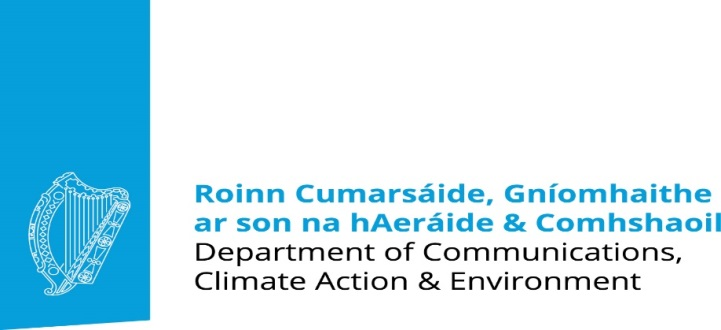 Roinn Cumarsáide, Gníomhaithe
ar son na hAeráide & Comhshaoil
Department of Communications,
Climate Action & Environment